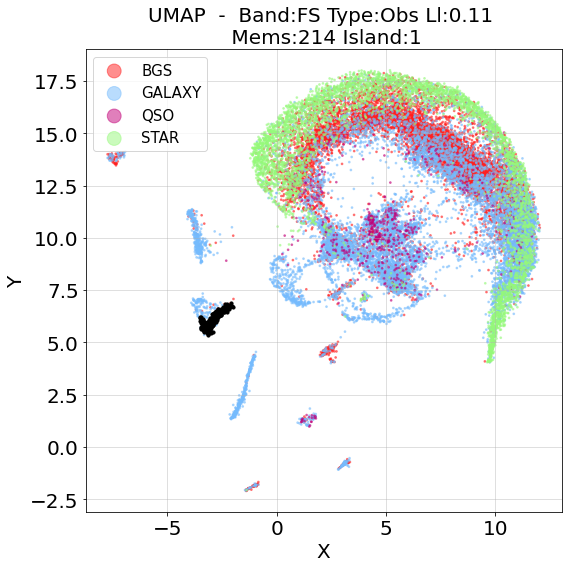 UMAP  -  Band:FS Type:Obs Ll:0.11
Mems:214 Island:1
BGS
GALAXY
QSO
STAR
17.5
15.0
12.5
10.0
7.5
5.0
2.5
0.0
−2.5
Y
−5
0
5
10
X